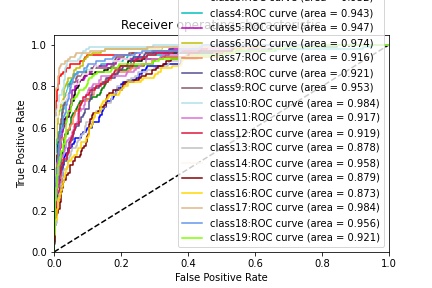 Receiver
class4:ROC curve (area = 0.943)
class5:ROC curve (area = 0.947)
class6:ROC curve (area = 0.974)
class7:ROC curve (area = 0.916)
class8:ROC curve (area = 0.921)
class9:ROC curve (area = 0.953)
class10:ROC curve (area = 0.984)
class11:ROC curve (area = 0.917)
class12:ROC curve (area = 0.919)
class13:ROC curve (area = 0.878)
class14:ROC curve (area = 0.958)
class15:ROC curve (area = 0.879)
class16:ROC curve (area = 0.873)
class17:ROC curve (area = 0.984)
class18:ROC curve (area = 0.956)
class19:ROC curve (area = 0.921)
True Positive Rate
1.0
0.8
0.6
0.4
0.2
0.0
0.0 0.2 0.4 0.6 0.8 1.0
False Positive Rate